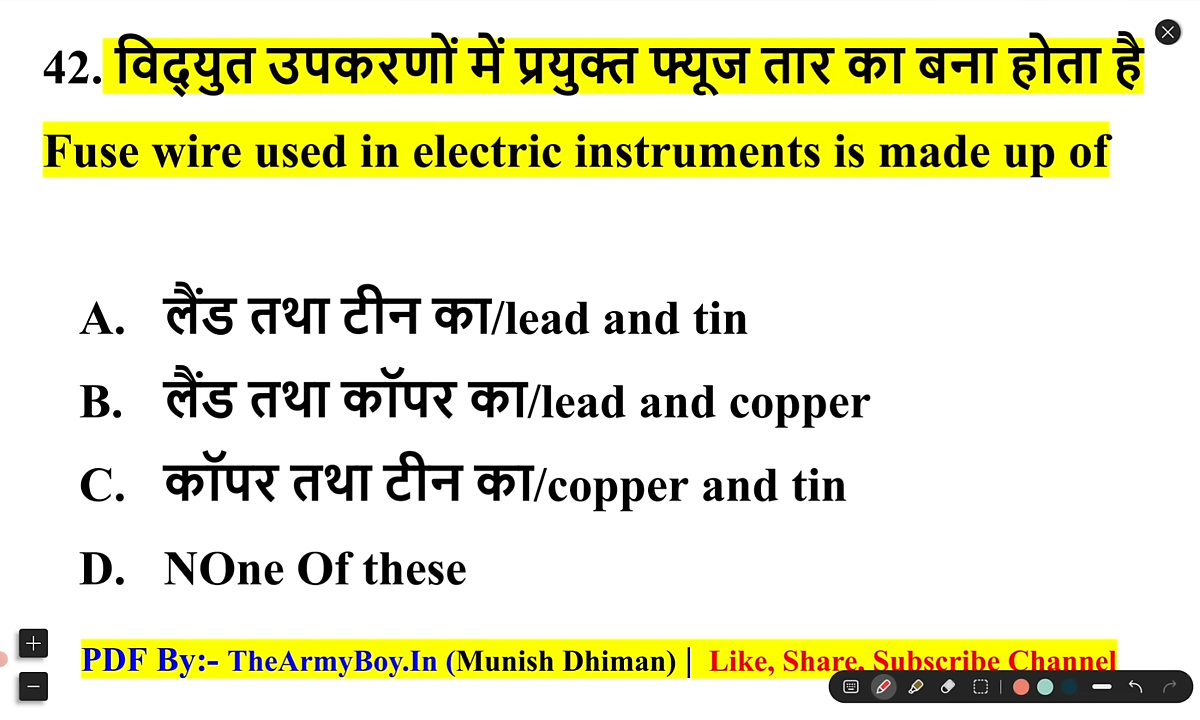 42. विद्युत उपकरणों में प्रयुक्त फ्यूज तार का बना होता है
Fuse wire used in electric instruments is made up of
A. लैंड तथा टीन का/lead and tin
B. लैंड तथा कॉपर का/lead and copper
C. कॉपर तथा टीन का/copper and tin
D. NOne Of these
PDF By:- TheArmyBoy.In (Munish Dhiman) | Like, Share, Subscribe Channel